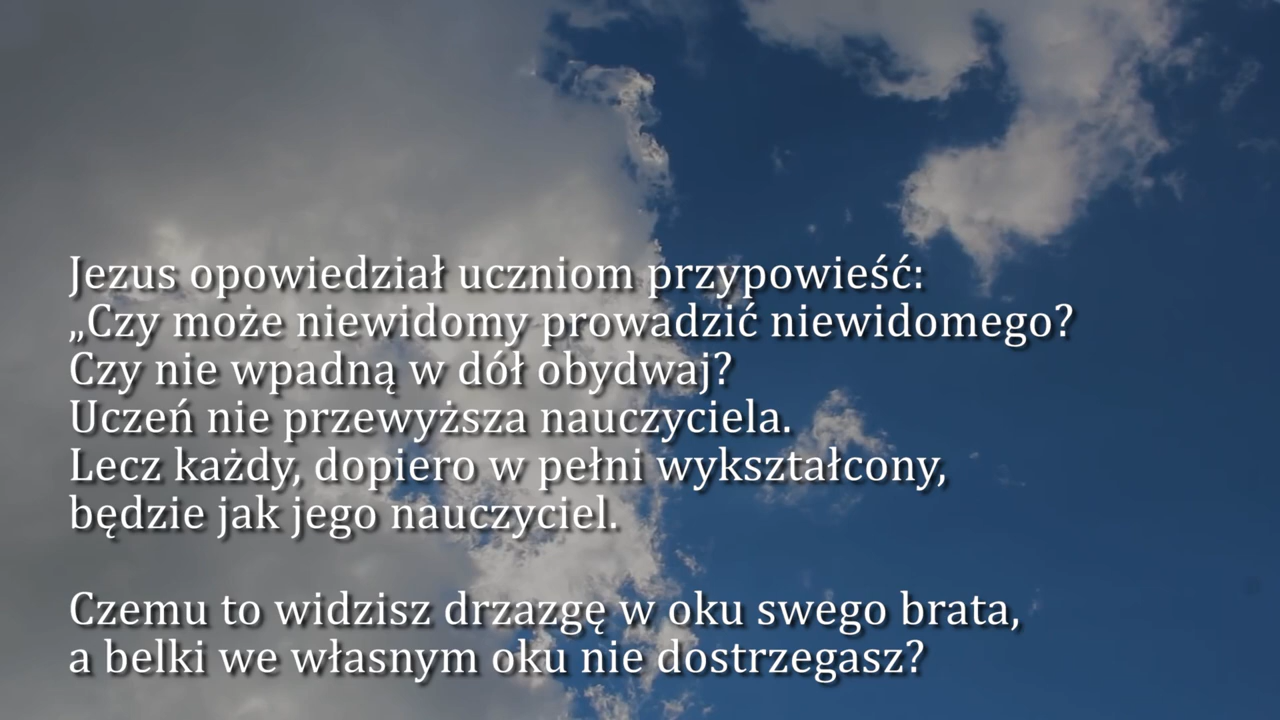 Jezus opowiedział uczniom przypowieść:
„Czy może niewidomy prowadzić niewidomego?
Czy nie wpadną w dół obydwaj?
Uczeń nie przewyższa nauczyciela.
Lecz każdy, dopiero w pełni wykształcony,
będzie jak jego nauczyciel.
Czemu to widzisz drzazgę w oku swego brata,
a belki we własnym oku nie dostrzegasz?